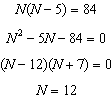 N(N−5) = 84
N² −5N−84 = 0
(N−12)(N+7) = 0
N = 12